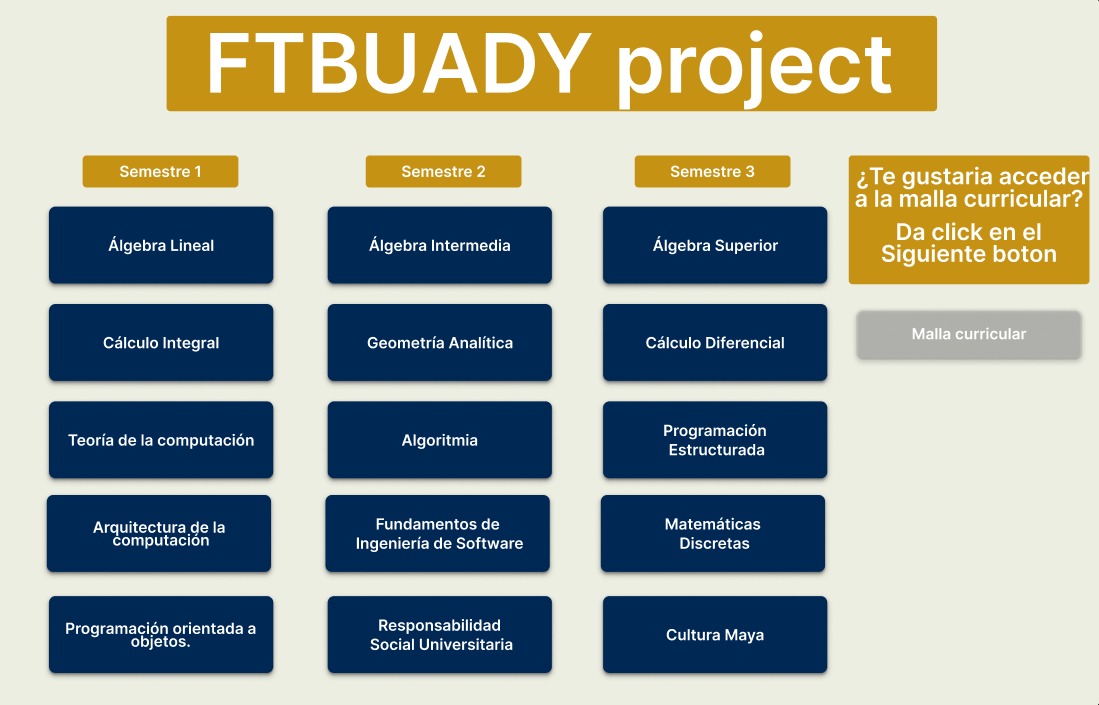 FTBUADY project
Semestre 1
Álgebra Lineal
Cálculo Integral
Teoría de la computación
Arquitectura de la
computación
Programación orientada a
objetos.
Semestre 2
Álgebra Intermedia
Geometría Analítica
Algoritmia
Fundamentos de
Ingeniería de Software
Responsabilidad
Social Universitaria
Semestre 3
Álgebra Superior
Cálculo Diferencial
Programación
Estructurada
Matemáticas
Discretas
Cultura Maya
¿Te gustaria acceder
a la malla curricular?
Da click en el
Siguiente boton
Malla curricular